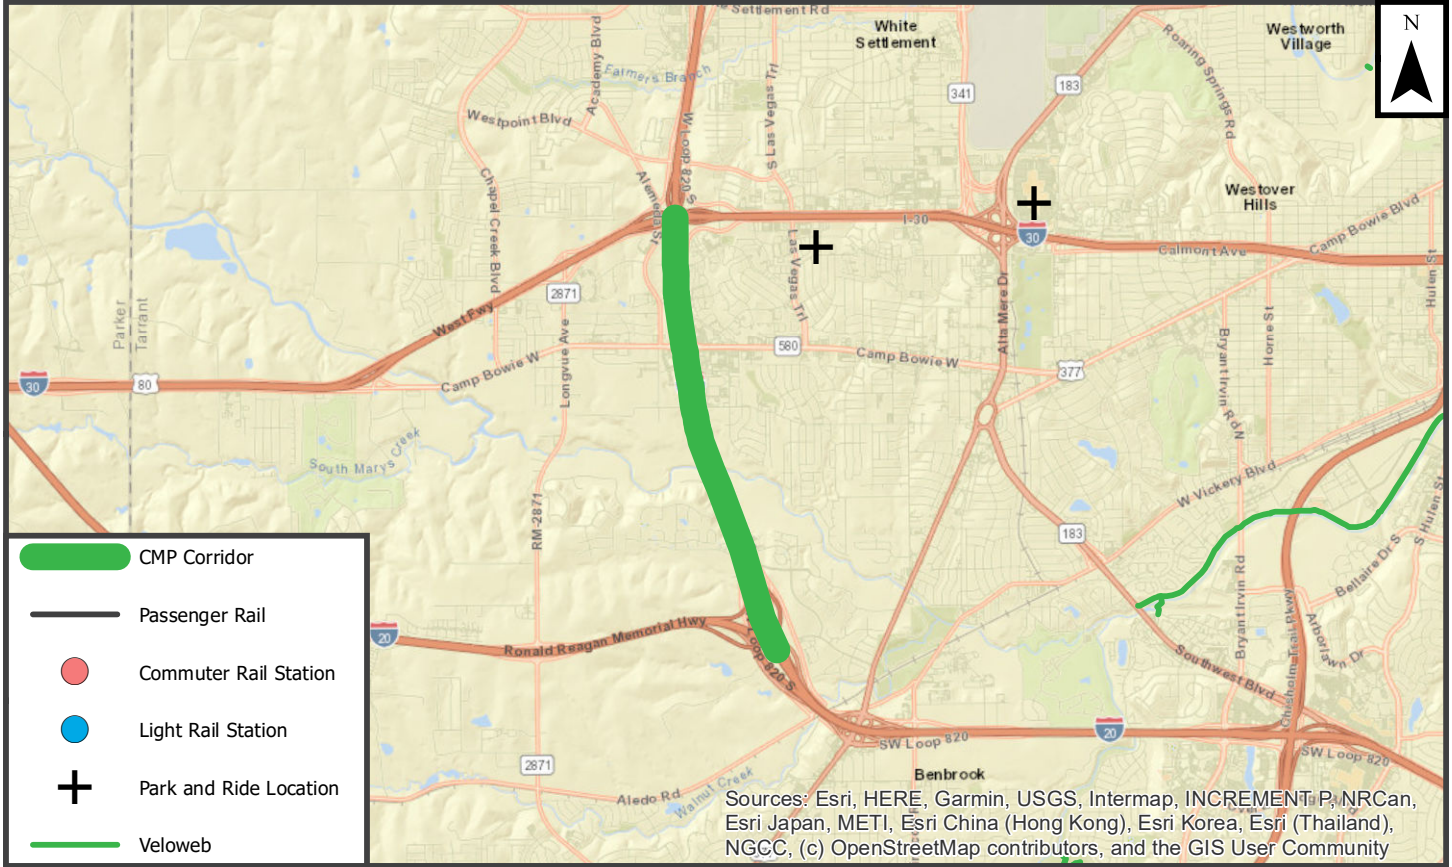 e Settlement Rd
White
Settlement
Westworth
Village
N
Academy Blvd
Farmers Branch
Roaring Springs Rd
183
341
Westpoint Blvd
W Loop 820 S
S Las Vegas Trl
Chapel Creek Blvd
Alemeda St
Westover
Hills
I-30
30
Calmont Ave
Camp Bowie Blvd
Las Vegas Trl
Hulen St
2871
Parker
Tarrant
West Fwy
Alta Mere Dr
Horne St
Bryant Irvin Rd N
Longvue Ave
580
Camp Bowie W
Camp Bowie W
377
30
80
South Marys Creek
W Vickery Blvd
S Hulen St
RM-2871
183
Bellaire Dr S
Bryant Irvin Rd
Chisholm Trail Pkwy
Arborlawn Dr
20
Ronald Reagan Memorial Hwy
Loop 820 S
Southwest Blvd
20
SW Loop 820
SW Loop 820
2871
Benbrook
Aledo Rd
Walnut Creek
CMP Corridor
Passenger Rail
Commuter Rail Station
Light Rail Station
Park and Ride Location
Veloweb
Sources: Esri, HERE, Garmin, USGS, Intermap, INCREMENT P, NRCan,
Esri Japan, METI, Esri China (Hong Kong), Esri Korea, Esri (Thailand),
NGCC, (c) OpenStreetMap contributors, and the GIS User Community